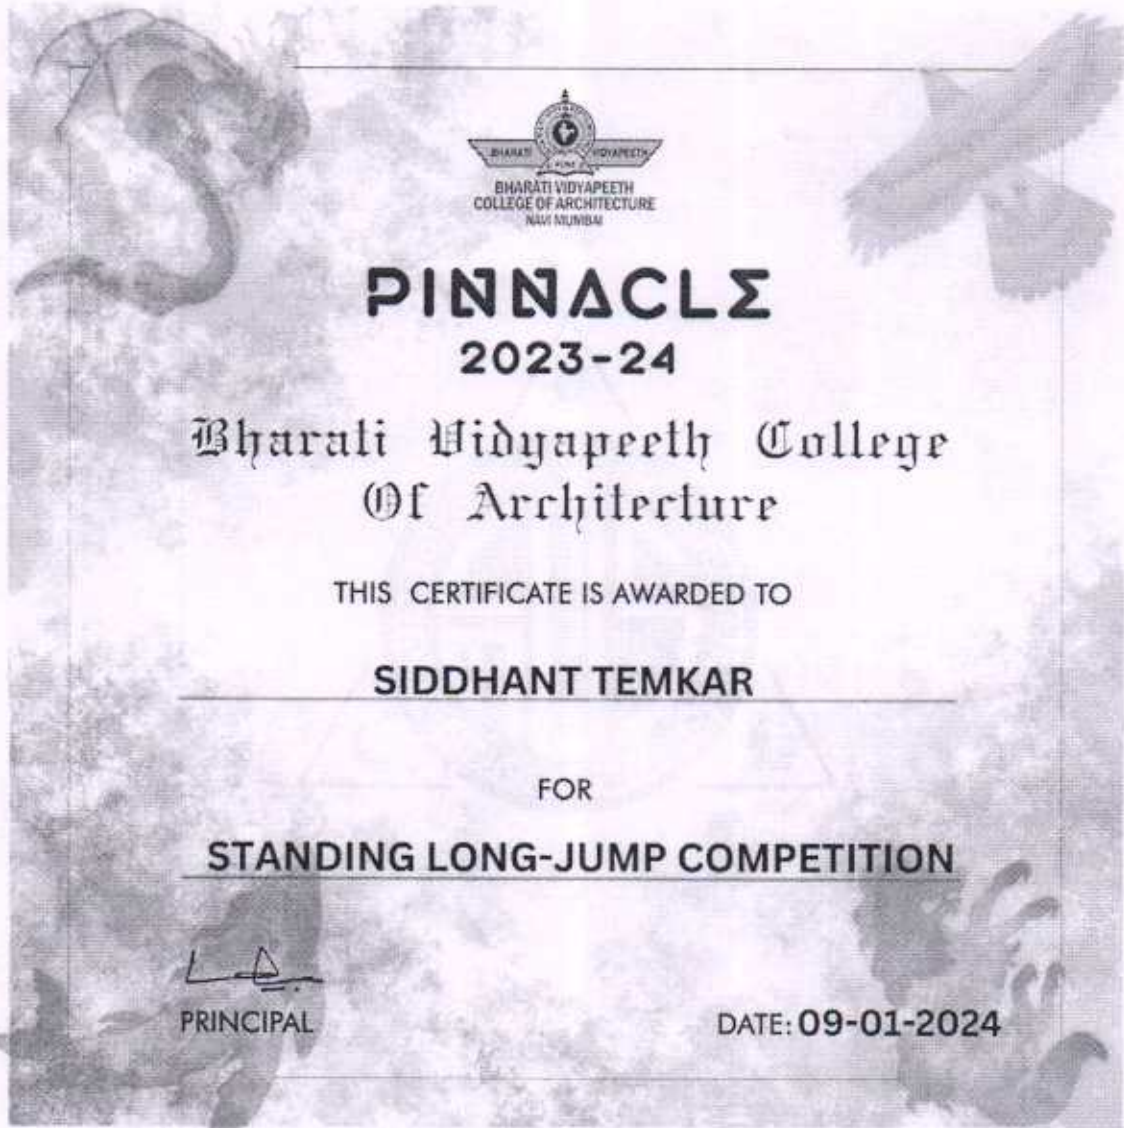 BHARATI VIDYAPEETH
PUNE
BHARATI VIDYAPEETH
COLLEGE OF ARCHITECTURE
NAVI MUMBAI
PINNACLE
2023-24
Bharati Vidyapeeth College
Of Architecture
THIS CERTIFICATE IS AWARDED TO
SIDDHANT TEMKAR
FOR
STANDING LONG-JUMP COMPETITION
PRINCIPAL
DATE: 09-01-2024